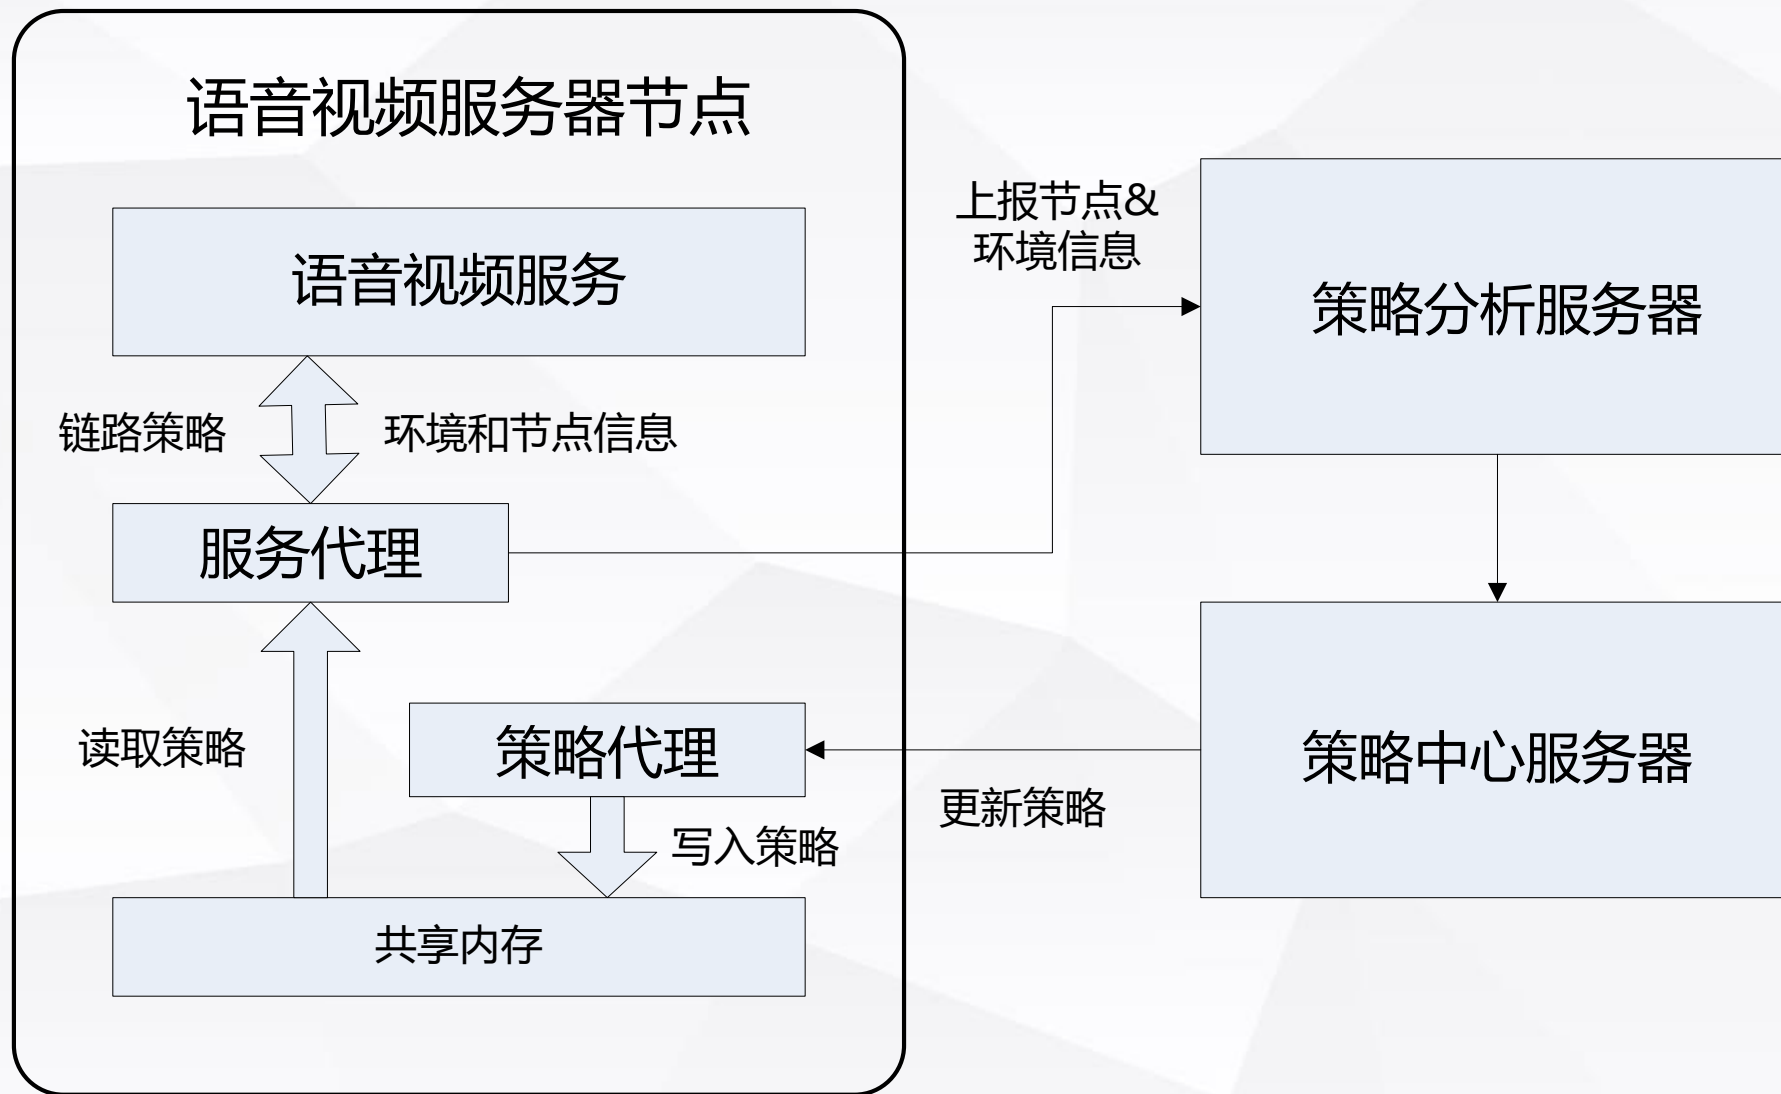 语音视频服务器节点
语音视频服务
链路策略
环境和节点信息
服务代理
读取策略
策略代理
写入策略
共享内存
上报节点&
环境信息
策略分析服务器
更新策略
策略中心服务器